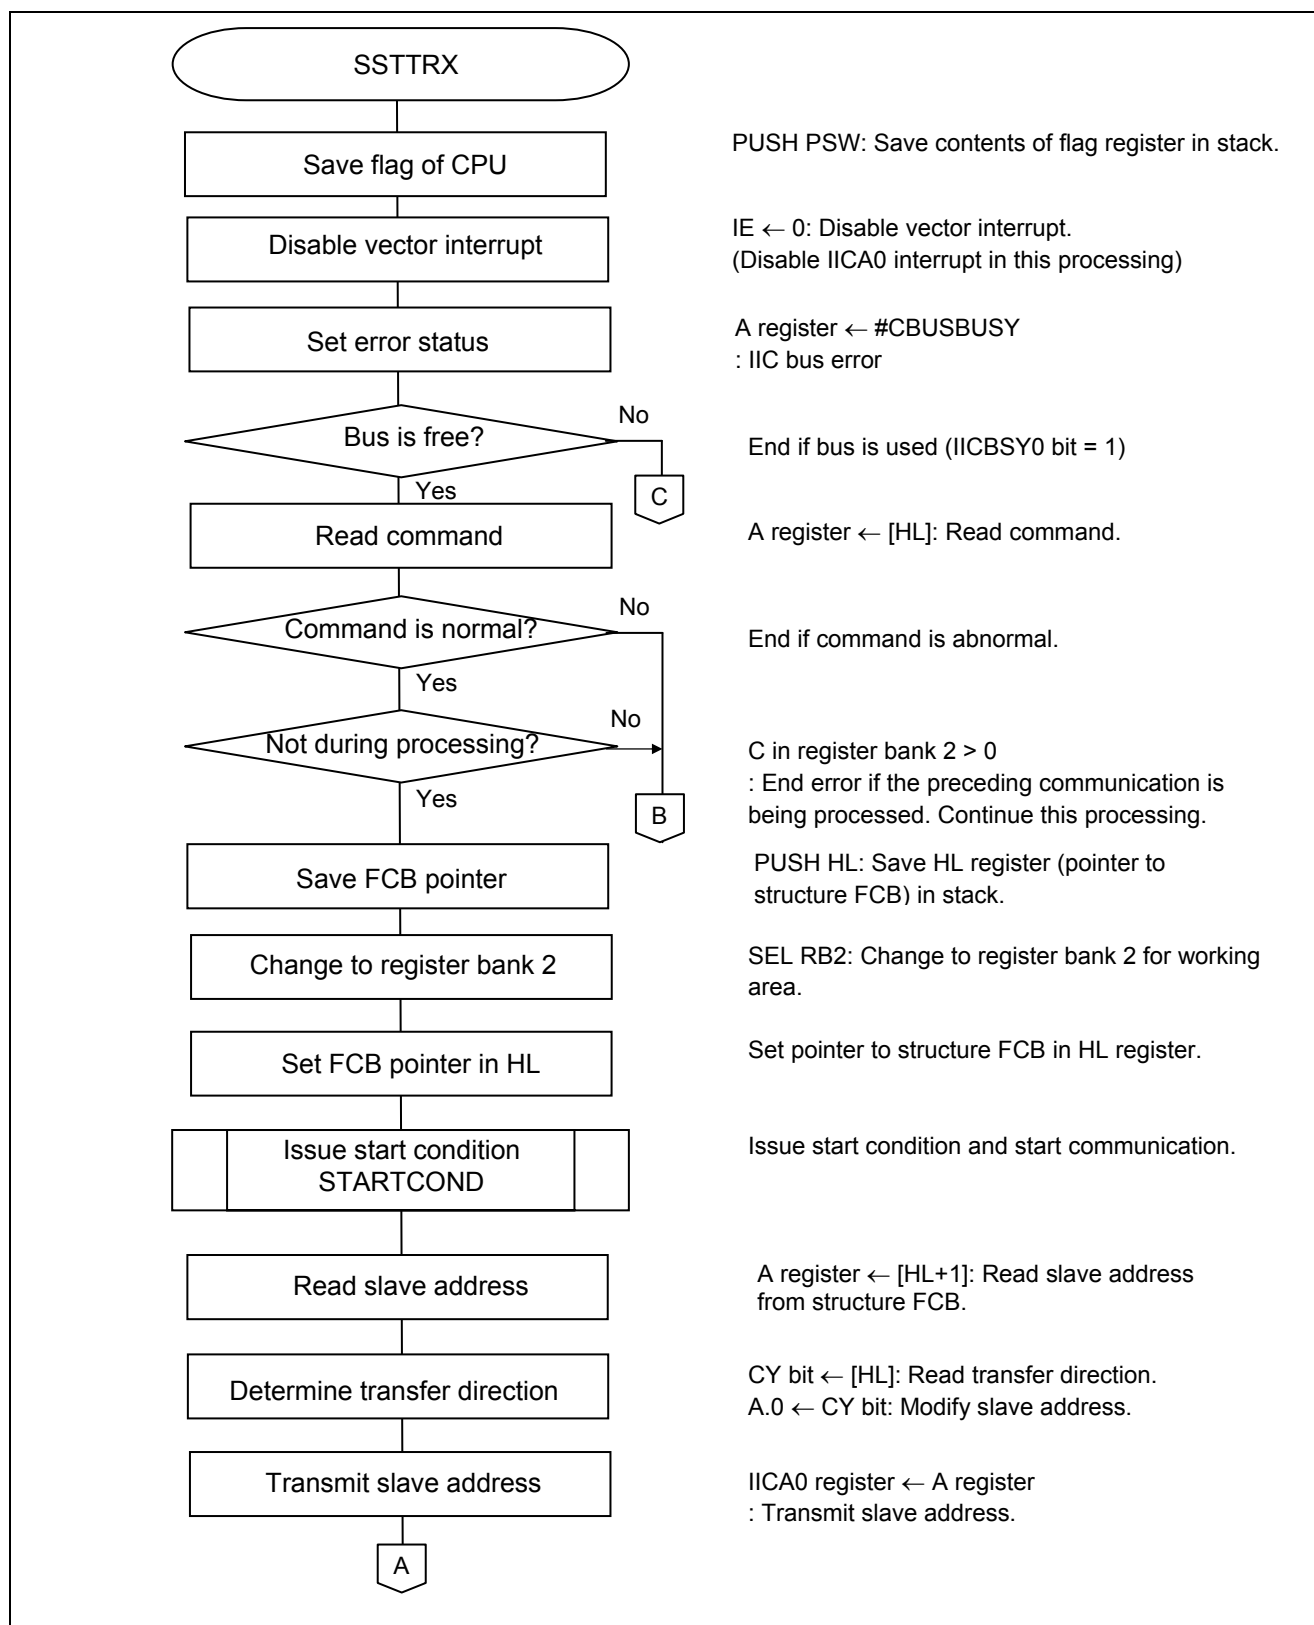 SSTTRX
Save flag of CPU
PUSH PSW: Save contents of flag register in stack.
Disable vector interrupt
IE ← 0: Disable vector interrupt.
(Disable IICA0 interrupt in this processing)
Set error status
A register ← #CBUSBUSY
: IIC bus error
Bus is free?
No
End if bus is used (IICBSY0 bit = 1)
Yes
C
Read command
A register ← [HL]: Read command.
Command is normal?
No
End if command is abnormal.
Yes
Not during processing?
No
C in register bank 2 > 0
: End error if the preceding communication is
being processed. Continue this processing.
Yes
B
Save FCB pointer
PUSH HL: Save HL register (pointer to
structure FCB) in stack.
Change to register bank 2
SEL RB2: Change to register bank 2 for working
area.
Set FCB pointer in HL
Set pointer to structure FCB in HL register.
Issue start condition
STARTCOND
Issue start condition and start communication.
Read slave address
A register ← [HL+1]: Read slave address
from structure FCB.
Determine transfer direction
CY bit ← [HL]: Read transfer direction.
A.0 ← CY bit: Modify slave address.
Transmit slave address
IICA0 register ← A register
: Transmit slave address.
A